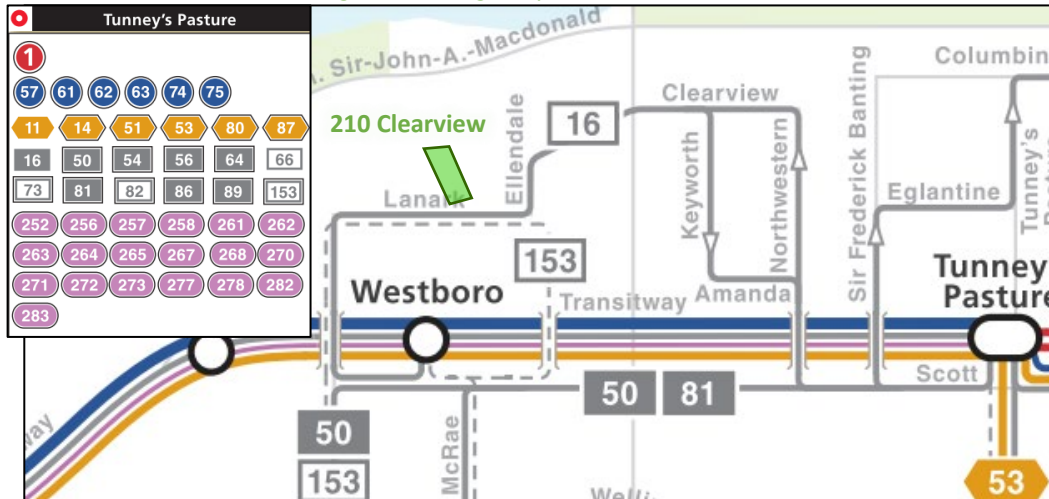 Tunney's Pasture
1
57 61 62 63 74 75
11 14 51 53 80 87
16 50 54 56 64 66
73 81 82 86 89 153
252 256 257 258 261 262
263 264 265 267 268 270
271 272 273 277 278 282
283
Sir-John-A.-Macdonald
210 Clearview
Ellendale
16
Clearview
Keyworth
Northwestern
Sir Frederick Banting
Columbin
Eglantine
Tunney's
Lanark
153
Westboro
Transitway
Amanda
Tunney
Pasture
Scott
50 81
50
153
McRae
way
53